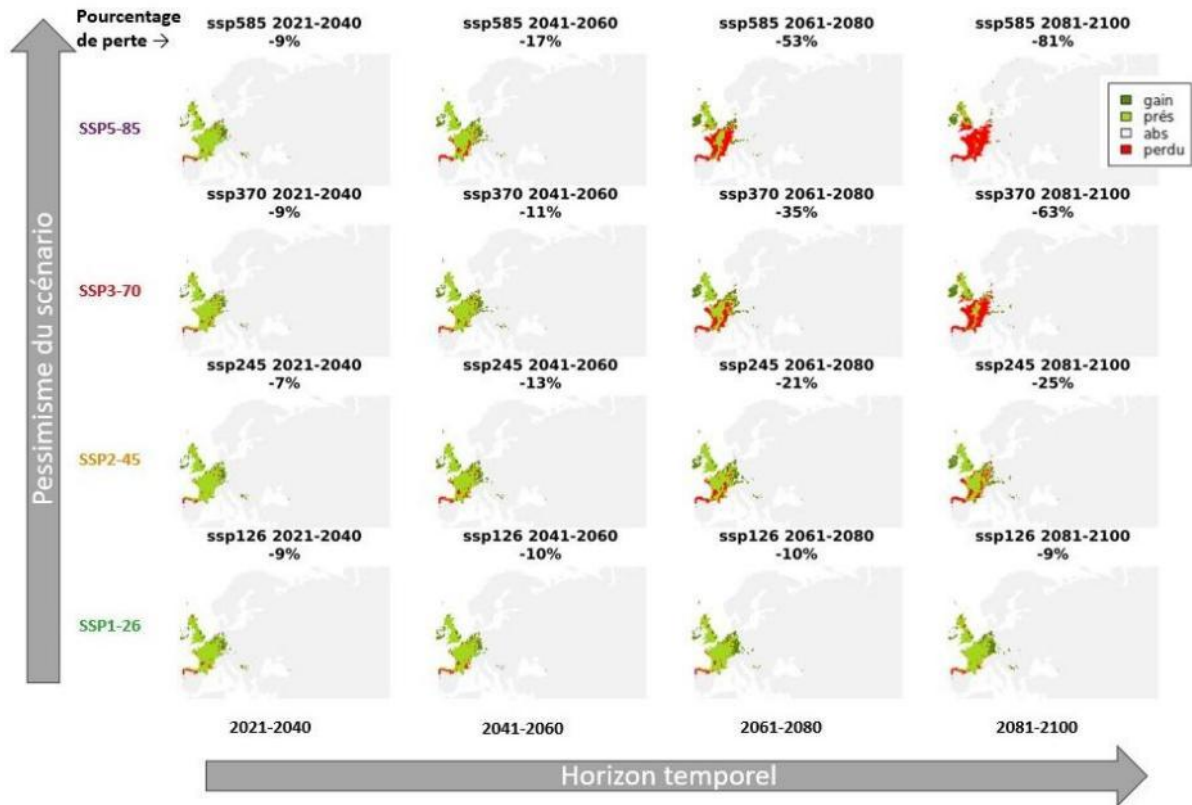 Pourcentage
de perte →
ssp585 2021-2040
-9%
ssp585 2041-2060
-17%
ssp585 2061-2080
-53%
ssp585 2081-2100
-81%
gain
prés
abs
perdu
SSP5-85
ssp370 2021-2040
-9%
ssp370 2041-2060
-11%
ssp370 2061-2080
-35%
ssp370 2081-2100
-63%
SSP3-70
ssp245 2021-2040
-7%
ssp245 2041-2060
-13%
ssp245 2061-2080
-21%
ssp245 2081-2100
-25%
SSP2-45
ssp126 2021-2040
-9%
ssp126 2041-2060
-10%
ssp126 2061-2080
-10%
ssp126 2081-2100
-9%
SSP1-26
Pessimisme du scénario
2021-2040
2041-2060
2061-2080
2081-2100
Horizon temporel